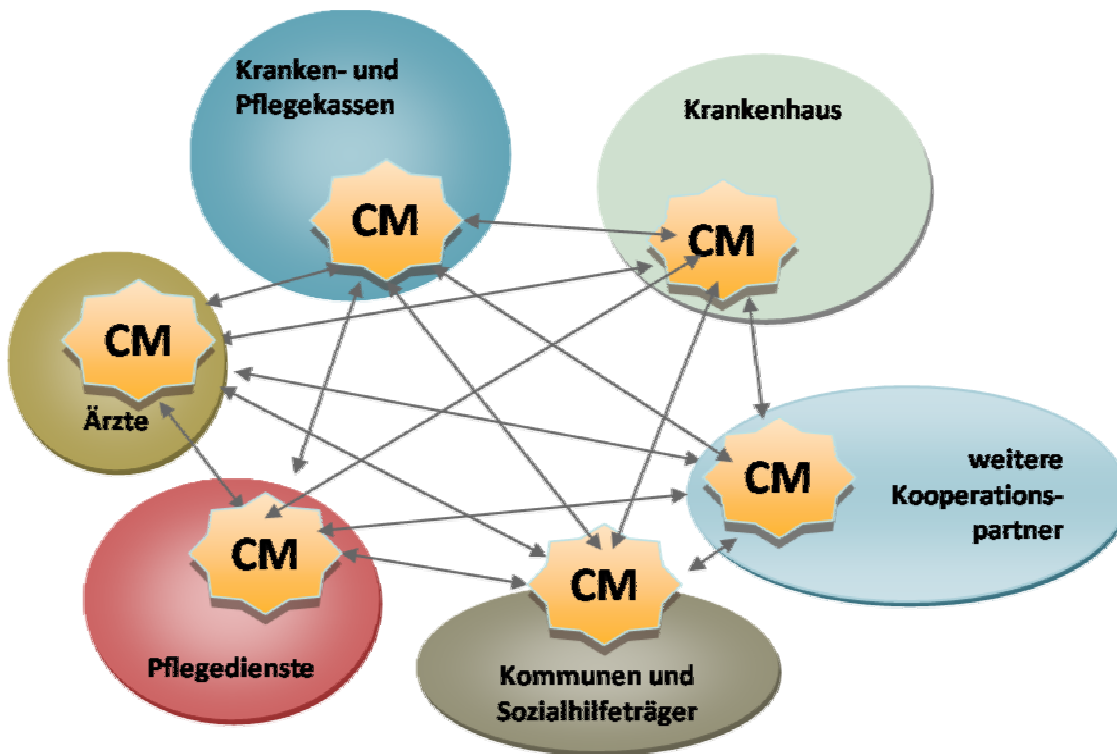 Kranken- und
Pflegekassen
CM
Krankenhaus
CM
CM
Ärzte
weitere
Kooperations-
partner
CM
CM
Pflegedienste
CM
Kommunen und
Sozialhilfeträger